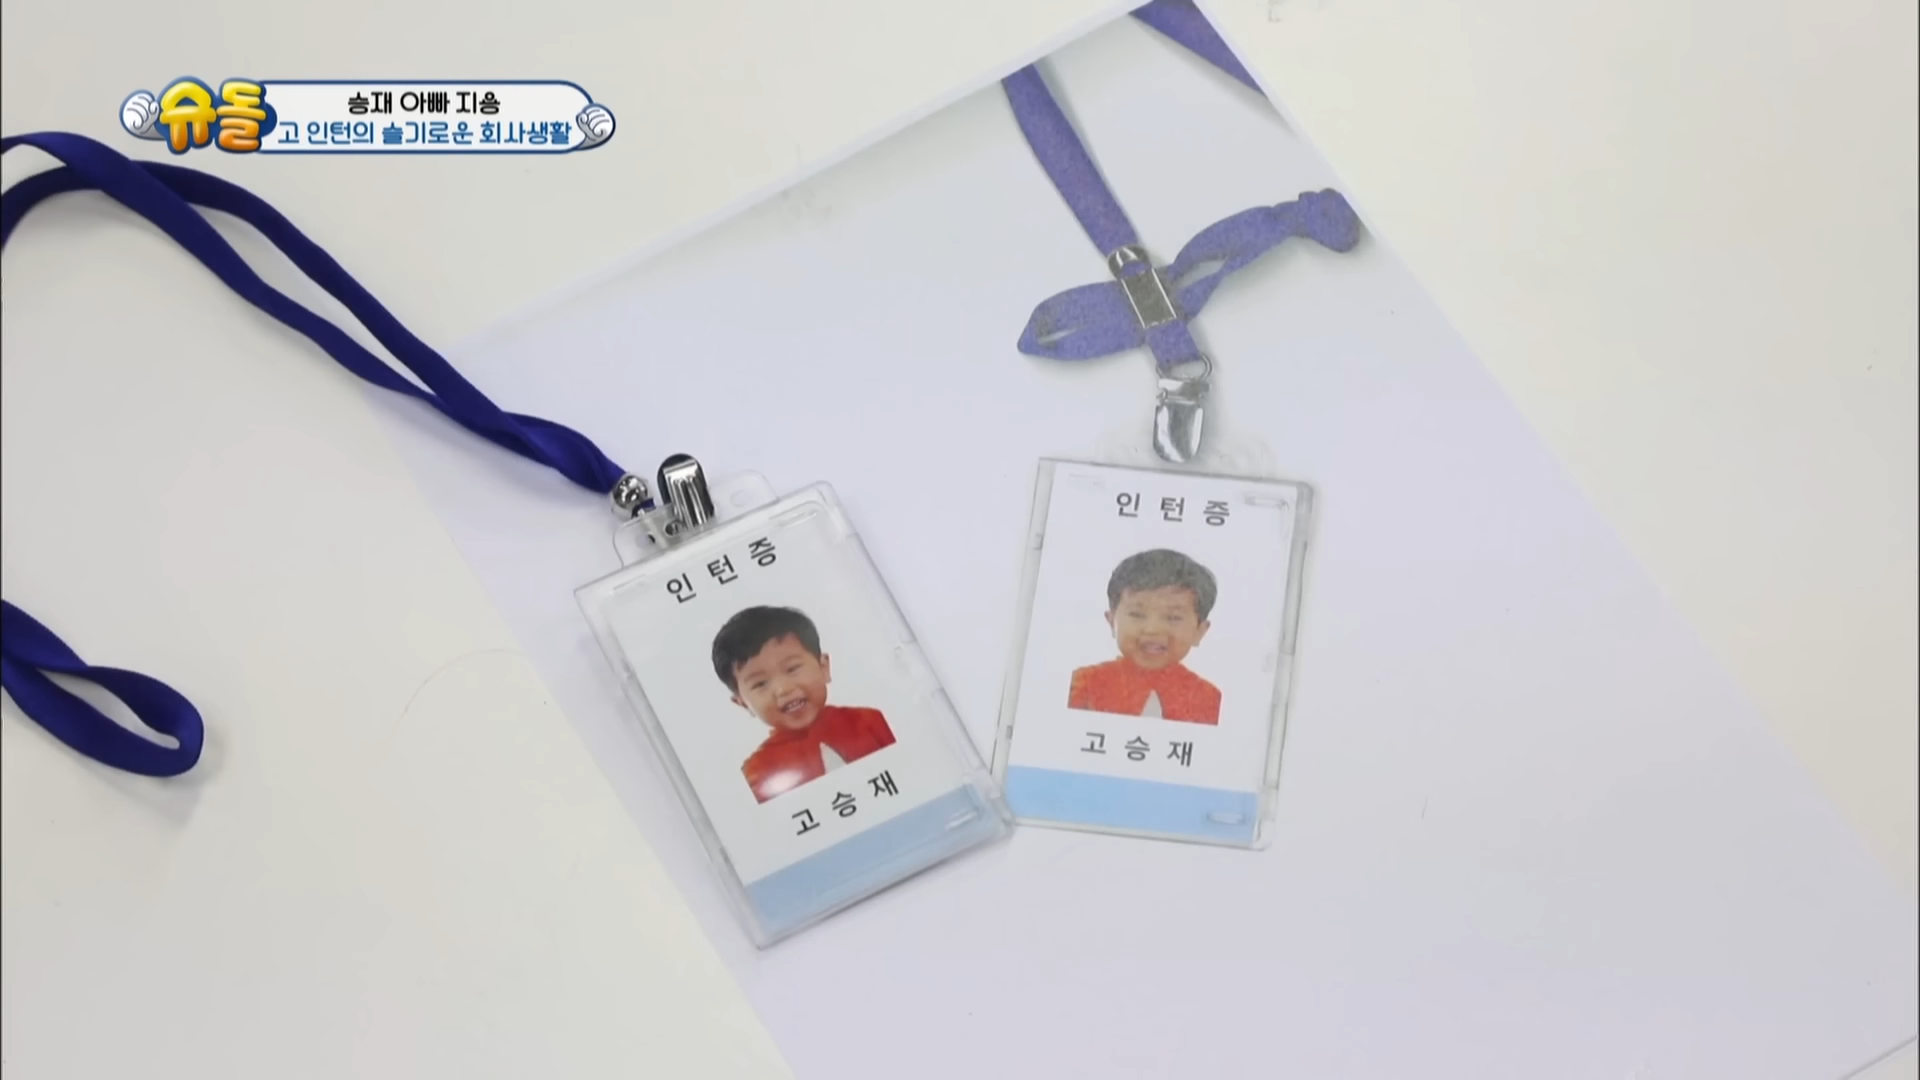 슈돌
승재 아빠 지용
고 인턴의 슬기로운 회사생활
인턴증
고승재
인턴증
고승재